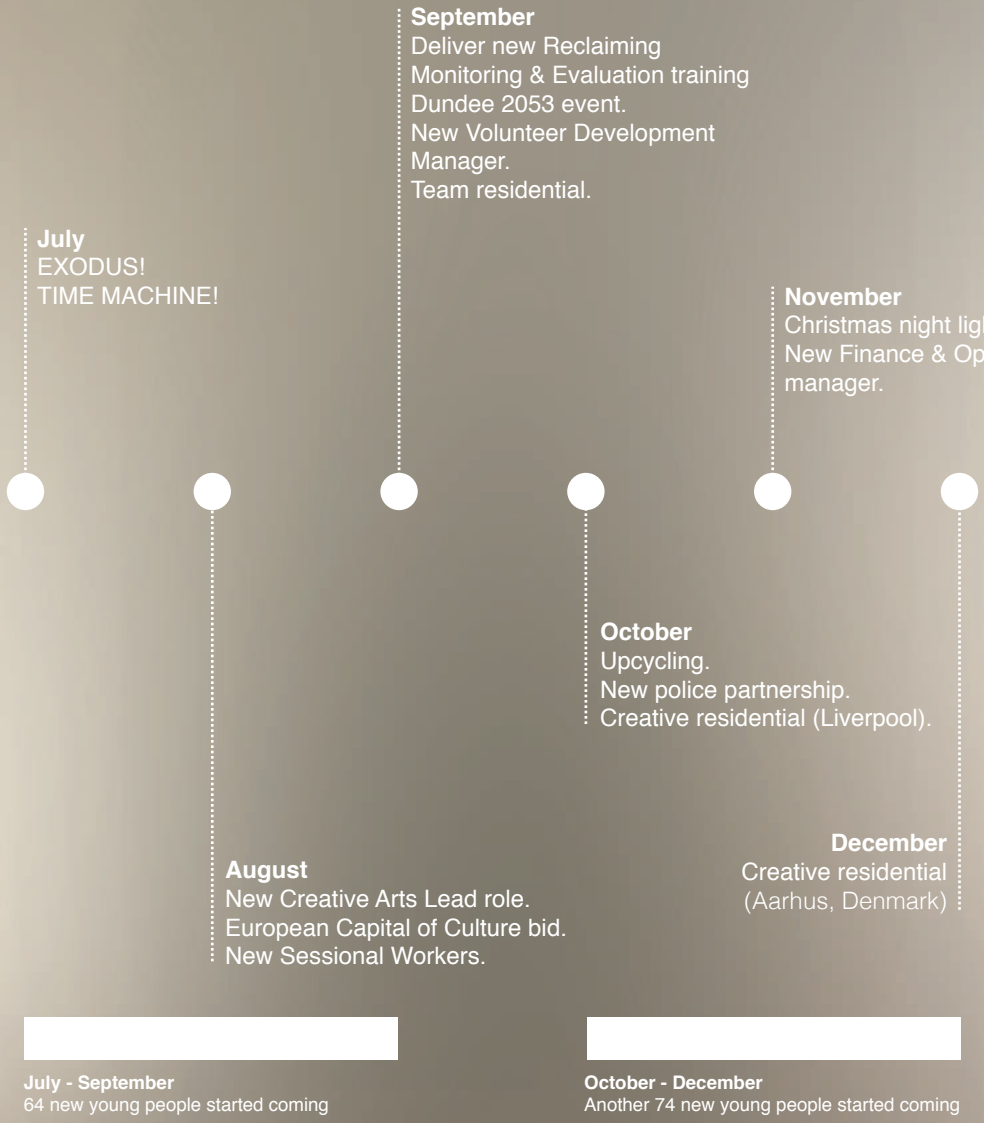 September
Deliver new Reclaiming
Monitoring & Evaluation training
Dundee 2053 event.
New Volunteer Development
Manager.
Team residential.
July
EXODUS!
TIME MACHINE!
November
Christmas night
New Finance &
manager.
October
Upcycling.
New police partnership.
Creative residential (Liverpool).
December
Creative residential
(Aarhus, Denmark)
August
New Creative Arts Lead role.
European Capital of Culture bid.
New Sessional Workers.
July - September
64 new young people started coming
October - December
Another 74 new young people started coming